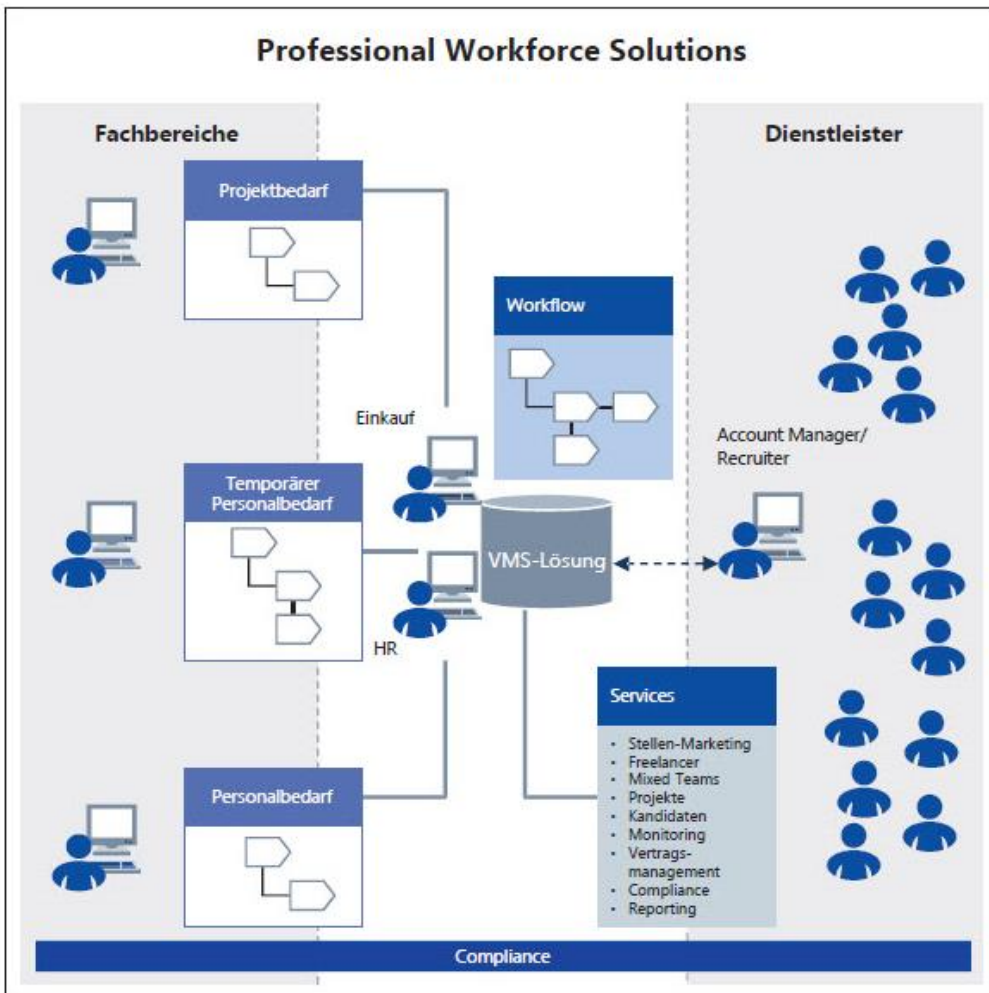 Professional Workforce Solutions
Fachbereiche
Dienstleister
Projektbedarf
Workflow
Einkauf
Account Manager/
Recruiter
Temporärer
Personalbedarf
VMS-Lösung
HR
Services
• Stellen-Marketing
• Freelancer
• Mixed Teams
• Projekte
• Kandidaten
• Monitoring
• Vertrags-
management
• Compliance
• Reporting
Personalbedarf
Compliance